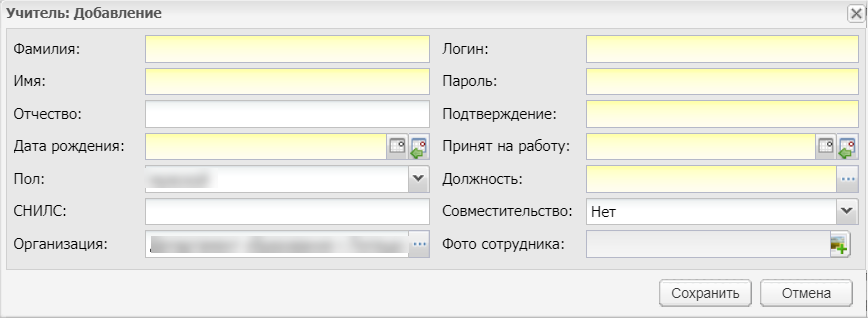 Учитель: Добавление
Фамилия: Логин:
Имя: Пароль:
Отчество: Подтверждение:
Дата рождения: Принят на работу:
Пол: Должность:
СНИЛС: Совместительство: Нет
Организация: Фото сотрудника:
Сохранить Отмена